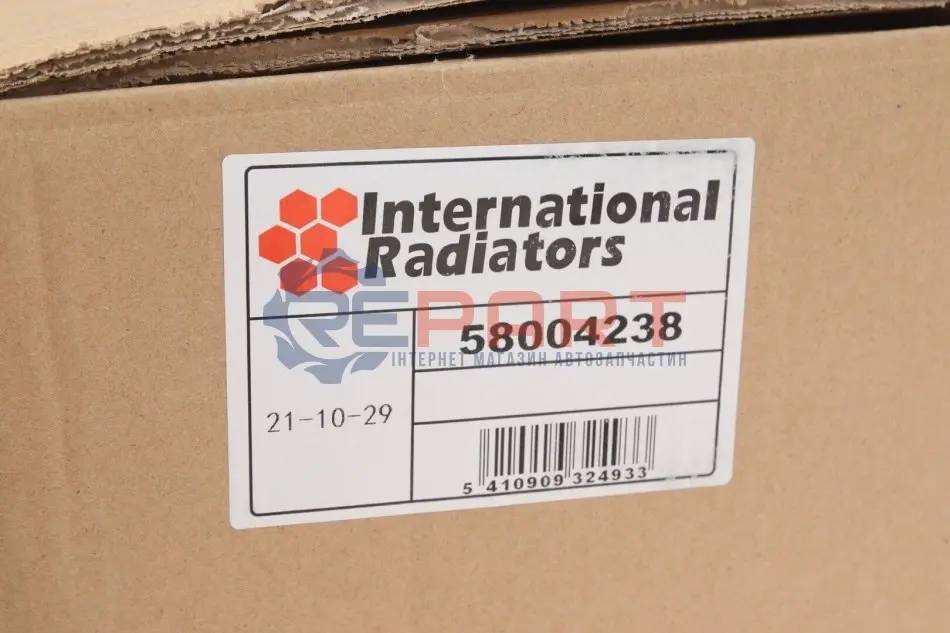 International
Radiators
REPORT
58004238
ІНТЕРНЕТ МАГАЗИН АВТОЗАПЧАСТИН
21-10-29
5 410909 324933